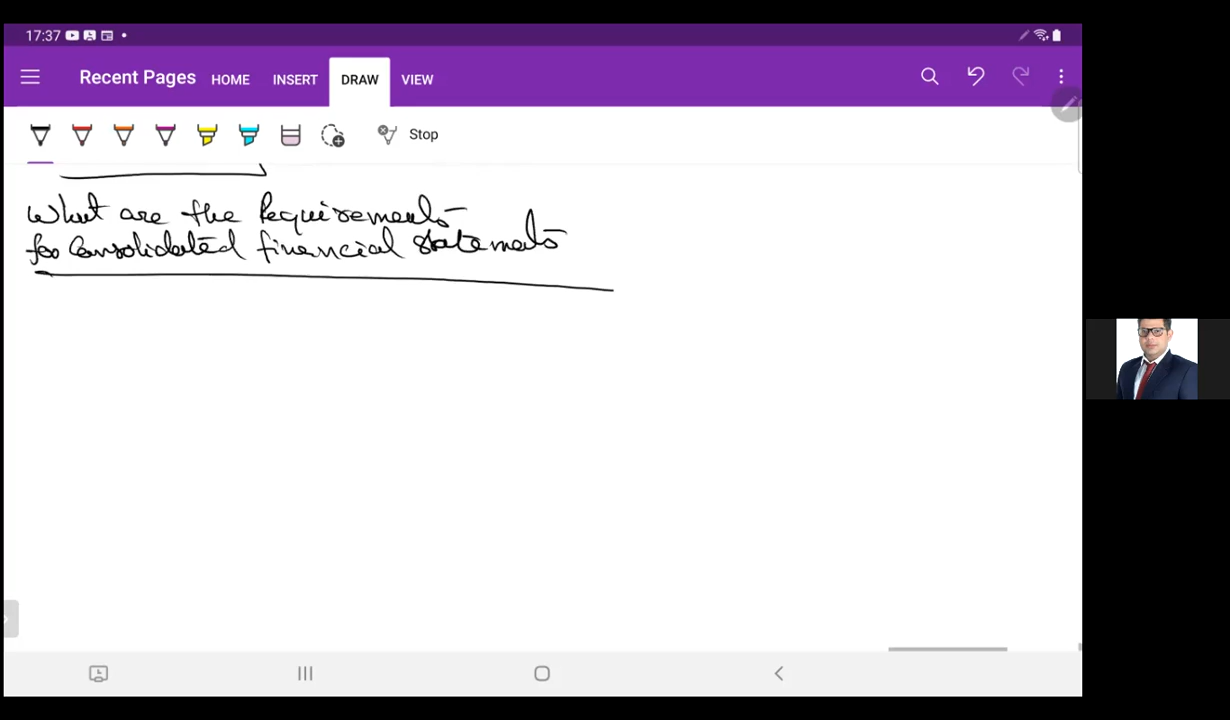 17:37
Recent Pages HOME INSERT DRAW VIEW
Stop
What are the Requirements
for Consolidated financial statements